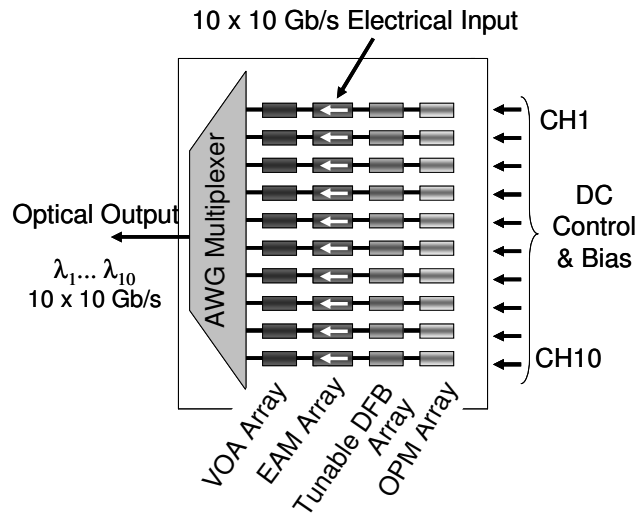 10 x 10 Gb/s Electrical Input
CH1
AWG Multiplexer
DC
Control
& Bias
Optical Output
λ1... λ10
10 x 10 Gb/s
CH10
VOA Array
EAM Array
Tunable DFB
Array
OPM Array